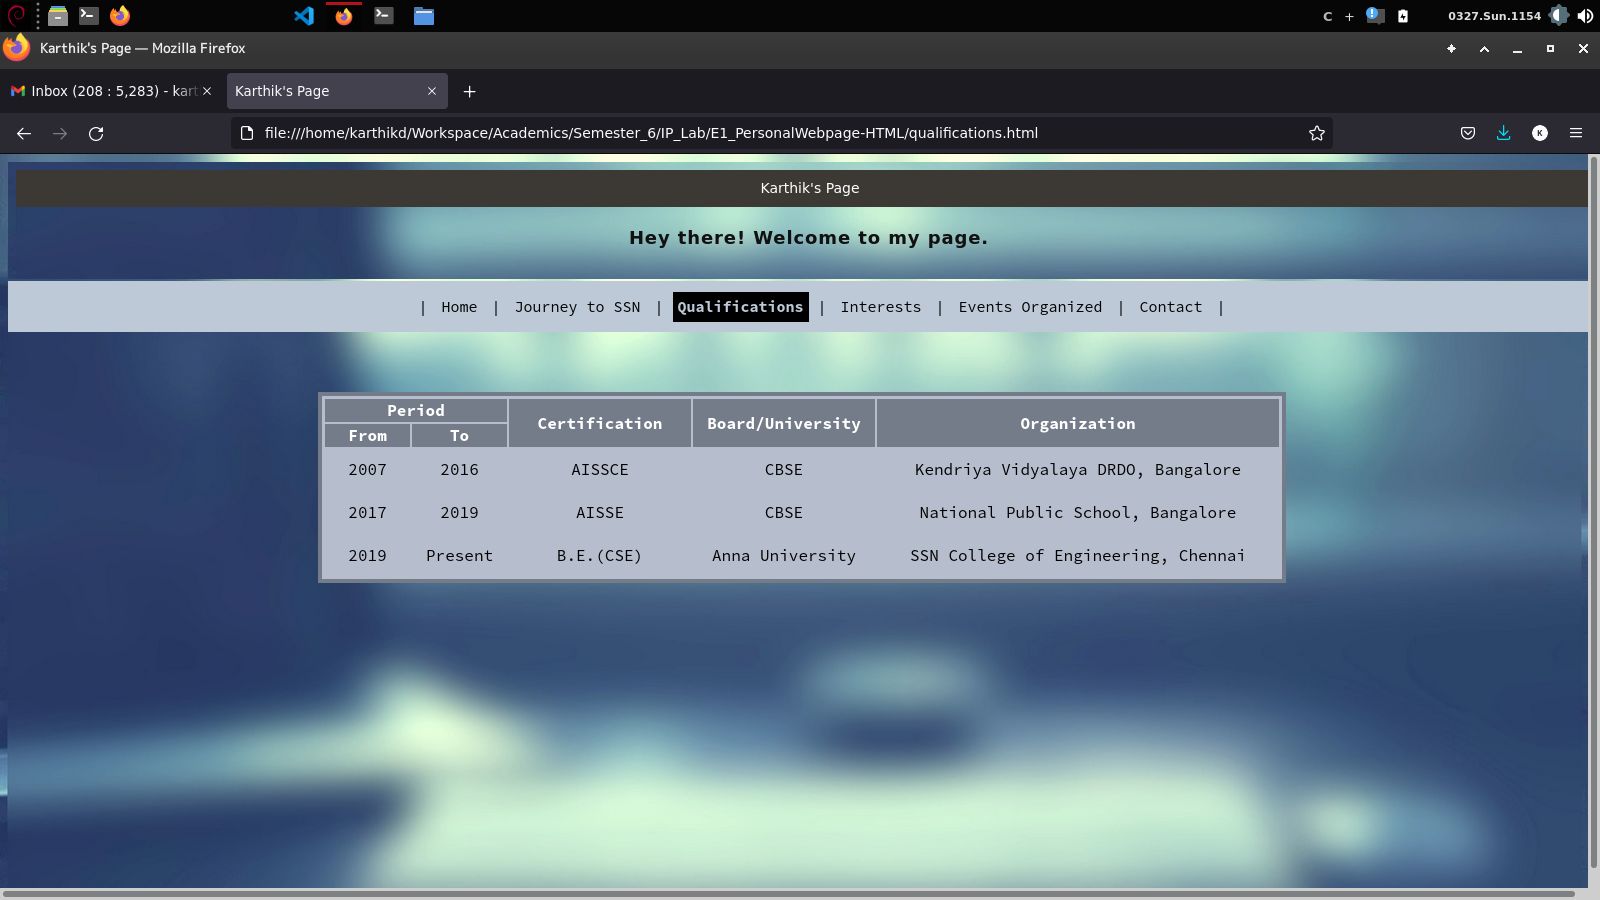 C + 0327.Sun.1154
Karthik's Page — Mozilla Firefox
Inbox (208 : 5,283) - kart
Karthik's Page
file:///home/karthikd/Workspace/Academics/Semester_6/IP_Lab/E1_PersonalWebpage-HTML/qualifications.html
K
Karthik's Page
Hey there! Welcome to my page.
| Home | Journey to SSN | Qualifications | Interests | Events Organized | Contact |
Period Certification Board/University Organization
From To
2007 2016 AISSCE CBSE Kendriya Vidyalaya DRDO, Bangalore
2017 2019 AISSE CBSE National Public School, Bangalore
2019 Present B.E.(CSE) Anna University SSN College of Engineering, Chennai